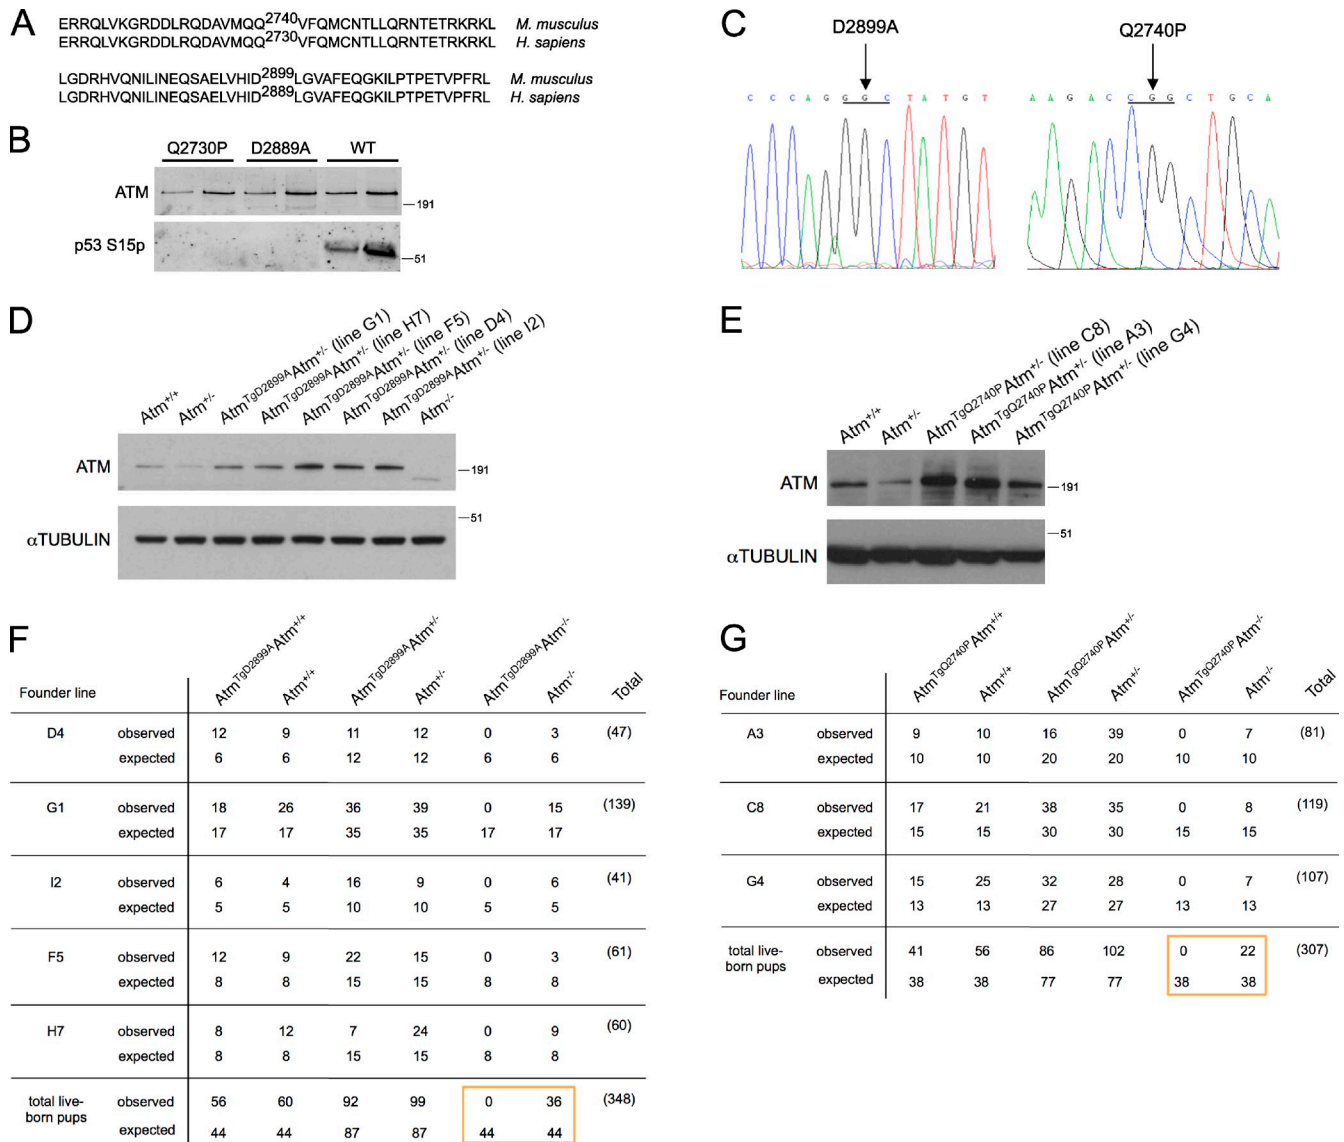 A
ERRQLVKGRDDLRQDAVMQQ2740VFQMCNTLLQRNTETRKRKL M. musculus
ERRQLVKGRDDLRQDAVMQQ2730VFQMCNTLLQRNTETRKRKL H. sapiens
LGDRHVQNILINEQSAELVHID2899LGVAFEQGKILPTPETVPFRL M. musculus
LGDRHVQNILINEQSAELVHID2889LGVAFEQGKILPTPETVPFRL H. sapiens
B
Q2730P D2889A WT
ATM
191
p53 S15p
51
C
D2899A Q2740P
C C C A G G G C T A T G T
A A G A C C G G C T G C A
D
Atm+/+
Atm+/-
AtmTgD2899AAtm+/- (line G1)
AtmTgD2899AAtm+/- (line H7)
AtmTgD2899AAtm+/- (line F5)
AtmTgD2899AAtm+/- (line D4)
AtmTgD2899AAtm+/- (line I2)
Atm-/-
ATM
191
51
αTUBULIN
E
Atm+/+
Atm+/-
AtmTgQ2740PAtm+/- (line C8)
AtmTgQ2740PAtm+/- (line A3)
AtmTgQ2740PAtm+/- (line G4)
ATM
191
51
αTUBULIN
F
Founder line AtmTgD2899AAtm+/+ Atm+/+ AtmTgD2899AAtm+/- Atm+/- AtmTgD2899AAtm-/- Atm-/- Total
D4 observed 12 9 11 12 0 3 (47)
expected 6 6 12 12 6 6
G1 observed 18 26 36 39 0 15 (139)
expected 17 17 35 35 17 17
I2 observed 6 4 16 9 0 6 (41)
expected 5 5 10 10 5 5
F5 observed 12 9 22 15 0 3 (61)
expected 8 8 15 15 8 8
H7 observed 8 12 7 24 0 9 (60)
expected 8 8 15 15 8 8
total live- observed 56 60 92 99 0 36 (348)
born pups expected 44 44 87 87 44 44
G
Founder line AtmTgQ2740PAtm+/+ Atm+/+ AtmTgQ2740PAtm+/- Atm+/- AtmTgQ2740PAtm-/- Atm-/- Total
A3 observed 9 10 16 39 0 7 (81)
expected 10 10 20 20 10 10
C8 observed 17 21 38 35 0 8 (119)
expected 15 15 30 30 15 15
G4 observed 15 25 32 28 0 7 (107)
expected 13 13 27 27 13 13
total live- observed 41 56 86 102 0 22 (307)
born pups expected 38 38 77 77 38 38